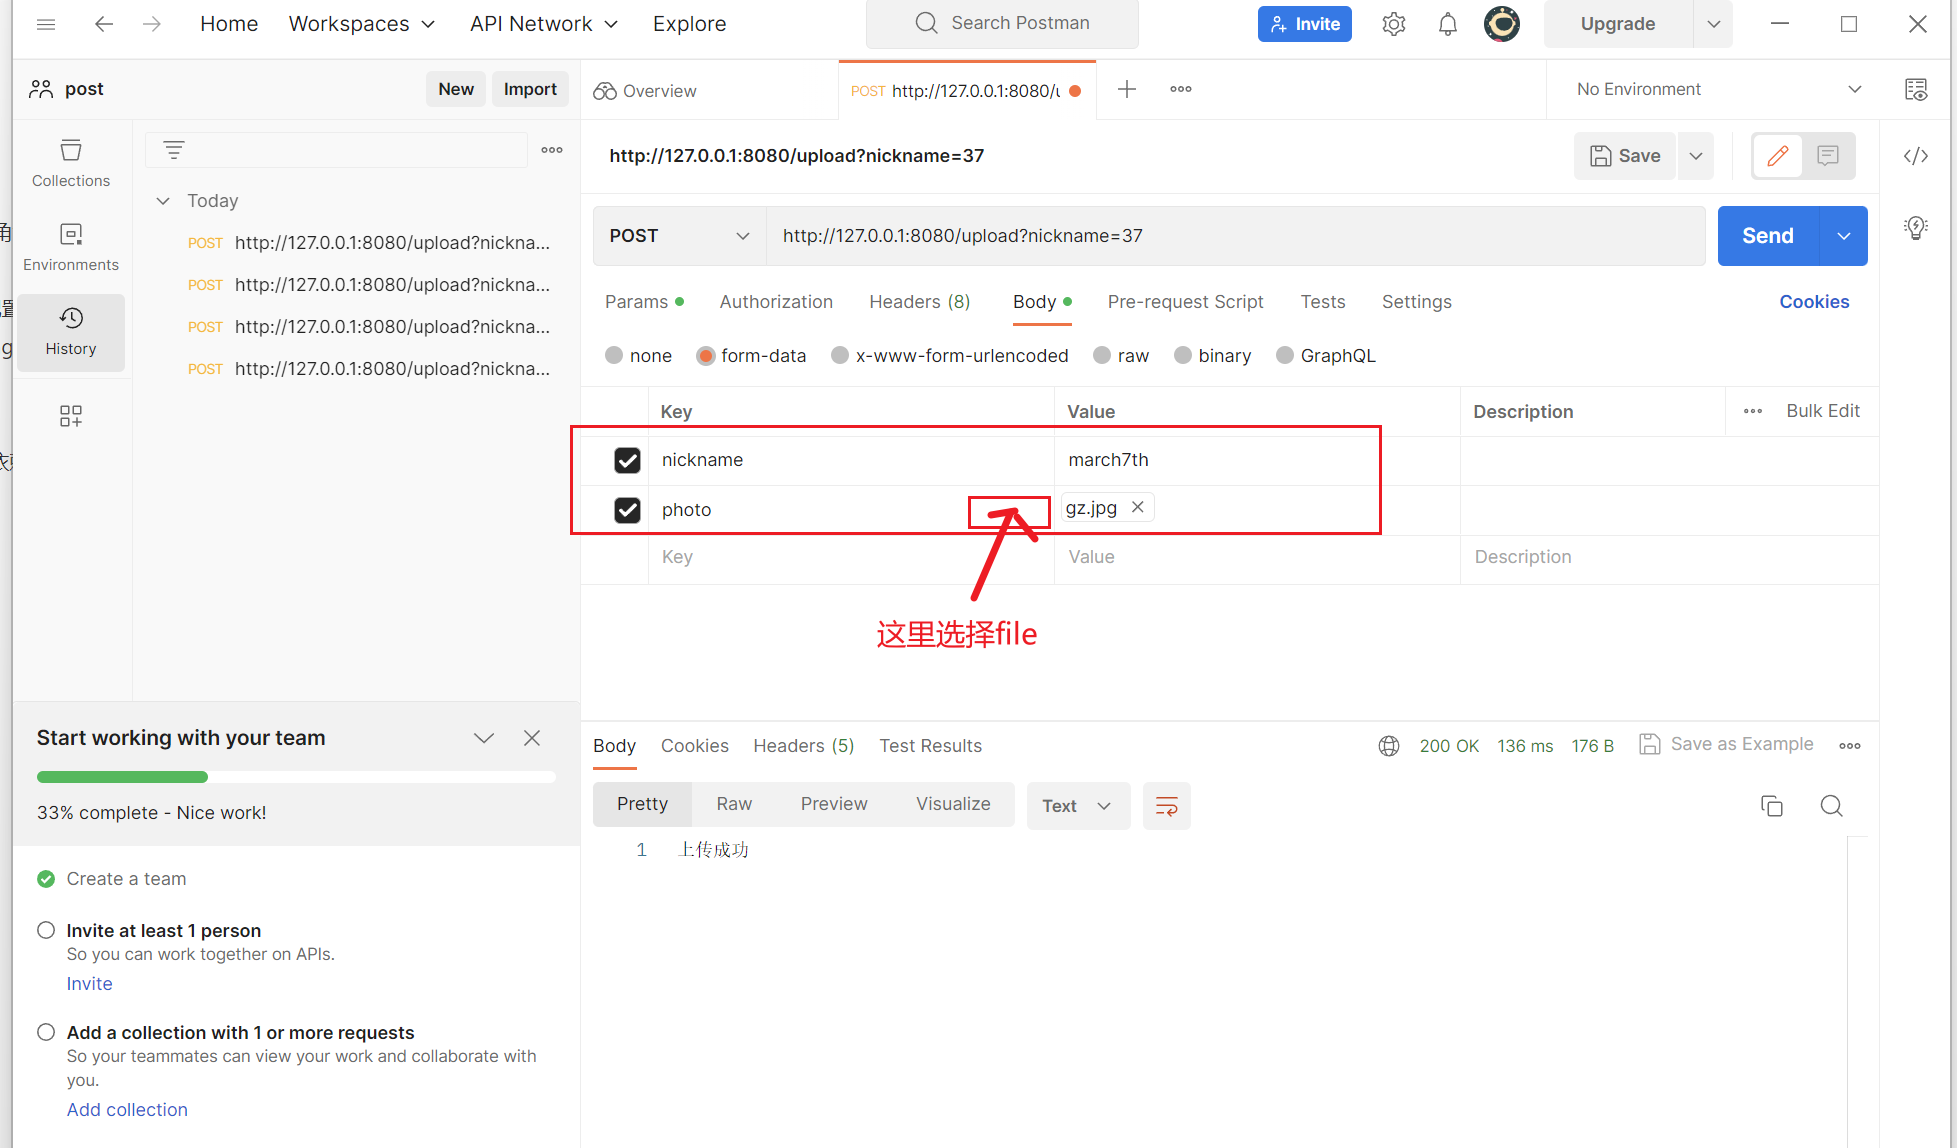 Home Workspaces API Network Explore Search Postman Invite Upgrade
post New Import Overview POST http://127.0.0.1:8080/u No Environment
Collections
Environments
History
Today
POST http://127.0.0.1:8080/upload?nickna...
POST http://127.0.0.1:8080/upload?nickna...
POST http://127.0.0.1:8080/upload?nickna...
POST http://127.0.0.1:8080/upload?nickna...
http://127.0.0.1:8080/upload?nickname=37 Save
POST http://127.0.0.1:8080/upload?nickname=37 Send
Params Authorization Headers (8) Body Pre-request Script Tests Settings Cookies
none form-data x-www-form-urlencoded raw binary GraphQL
Key Value Description Bulk Edit
nickname march7th
photo gz.jpg
Key Value Description
这里选择file
Start working with your team
33% complete - Nice work!
Create a team
Invite at least 1 person
So you can work together on APIs.
Invite
Add a collection with 1 or more requests
So your teammates can view your work and collaborate with
you.
Add collection
Body Cookies Headers (5) Test Results 200 OK 136 ms 176 B Save as Example
Pretty Raw Preview Visualize Text
1 上传成功